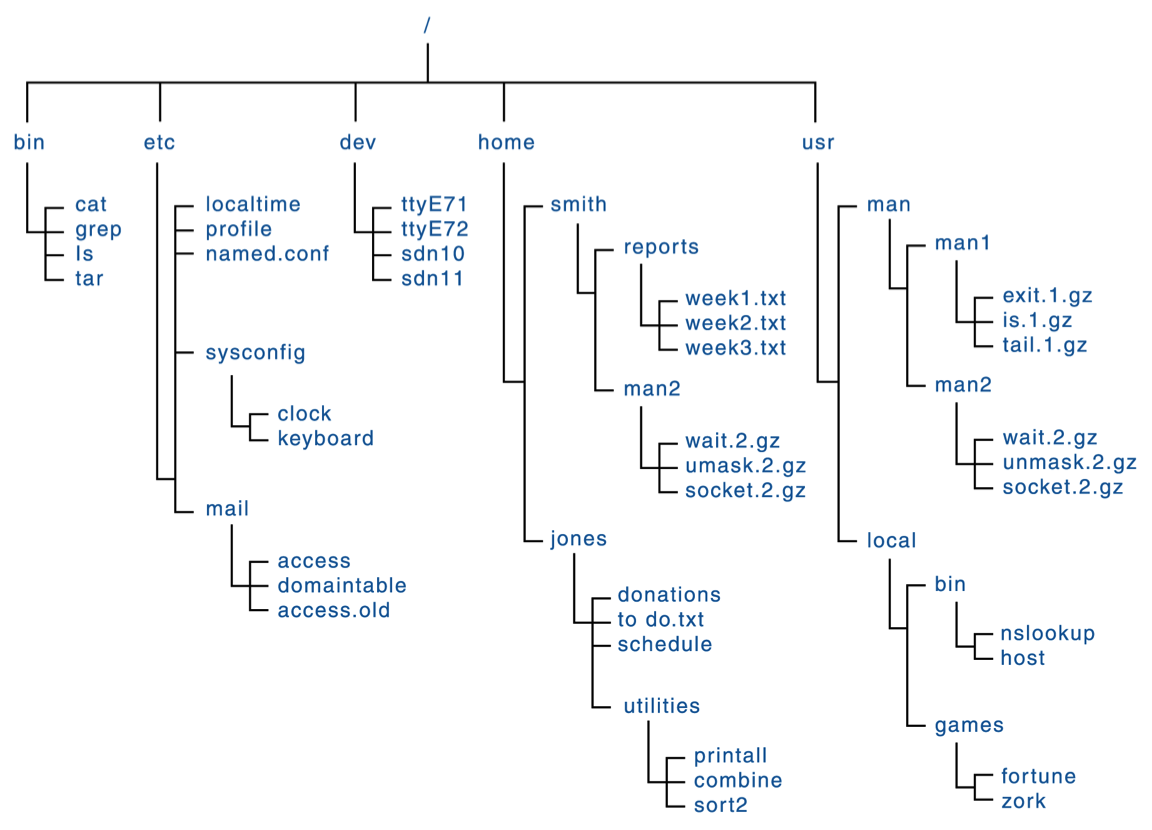 /
bin
etc
dev
home
usr
cat
grep
ls
tar
localtime
profile
named.conf
sysconfig
clock
keyboard
mail
access
domaintable
access.old
ttyE71
ttyE72
sdn10
sdn11
smith
reports
week1.txt
week2.txt
week3.txt
man2
wait.2.gz
umask.2.gz
socket.2.gz
jones
donations
to do.txt
schedule
utilities
printall
combine
sort2
man
man1
exit.1.gz
is.1.gz
tail.1.gz
man2
wait.2.gz
unmask.2.gz
socket.2.gz
local
bin
nslookup
host
games
fortune
zork